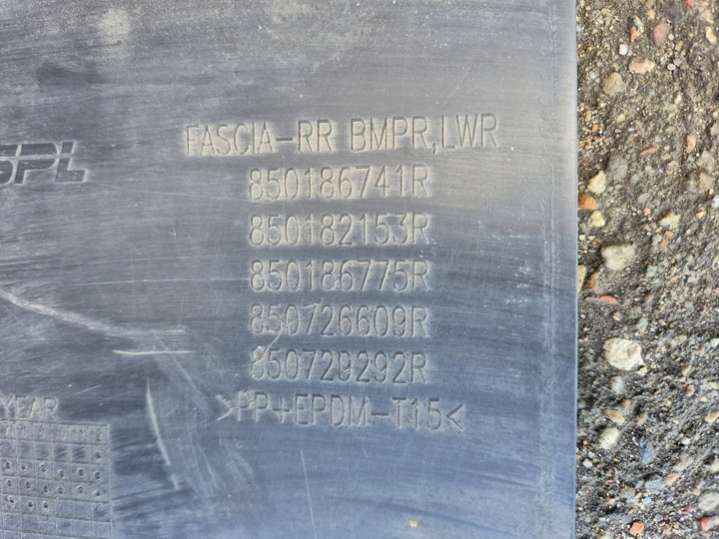 FASCIA-RR BMPR,LWR
SPL
850186741R
850182153R
850186775R
850726609R
850729292R
YEAR
>PP+EPDM-T15<